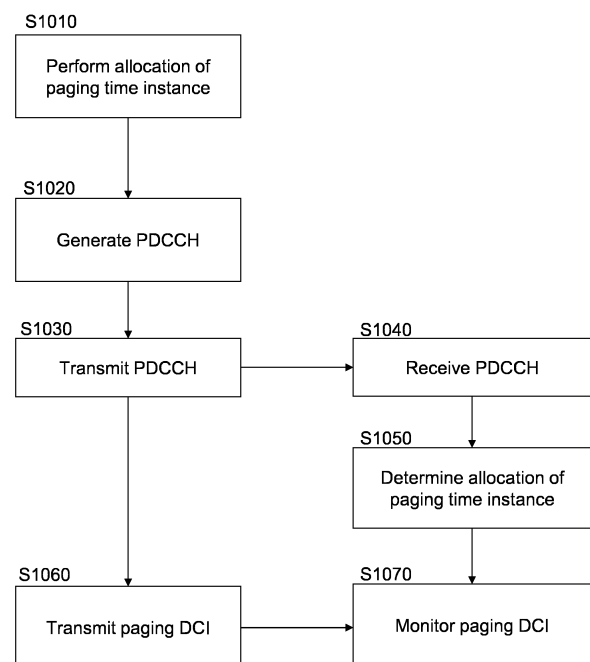 S1010
Perform allocation of
paging time instance
S1020
Generate PDCCH
S1030
Transmit PDCCH
S1040
Receive PDCCH
S1050
Determine allocation of
paging time instance
S1060
Transmit paging DCI
S1070
Monitor paging DCI